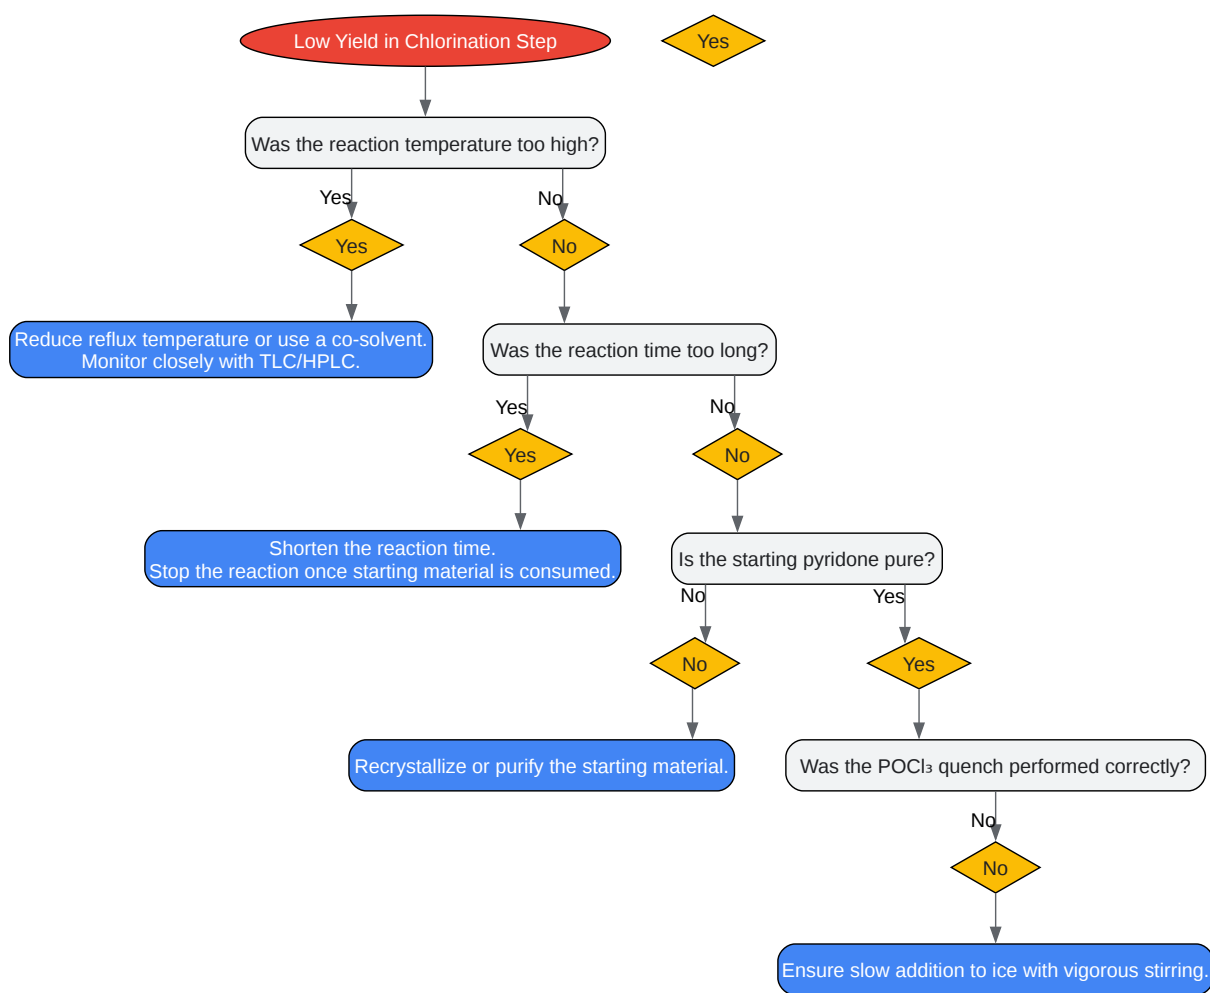 Low Yield in Chlorination Step
Yes
Was the reaction temperature too high?
Yes
No
Yes
No
Reduce reflux temperature or use a co-solvent.
Monitor closely with TLC/HPLC.
Was the reaction time too long?
Yes
No
Yes
No
Shorten the reaction time.
Stop the reaction once starting material is consumed.
Is the starting pyridone pure?
No
Yes
No
Yes
Recrystallize or purify the starting material.
Was the POCl₃ quench performed correctly?
No
No
Ensure slow addition to ice with vigorous stirring.